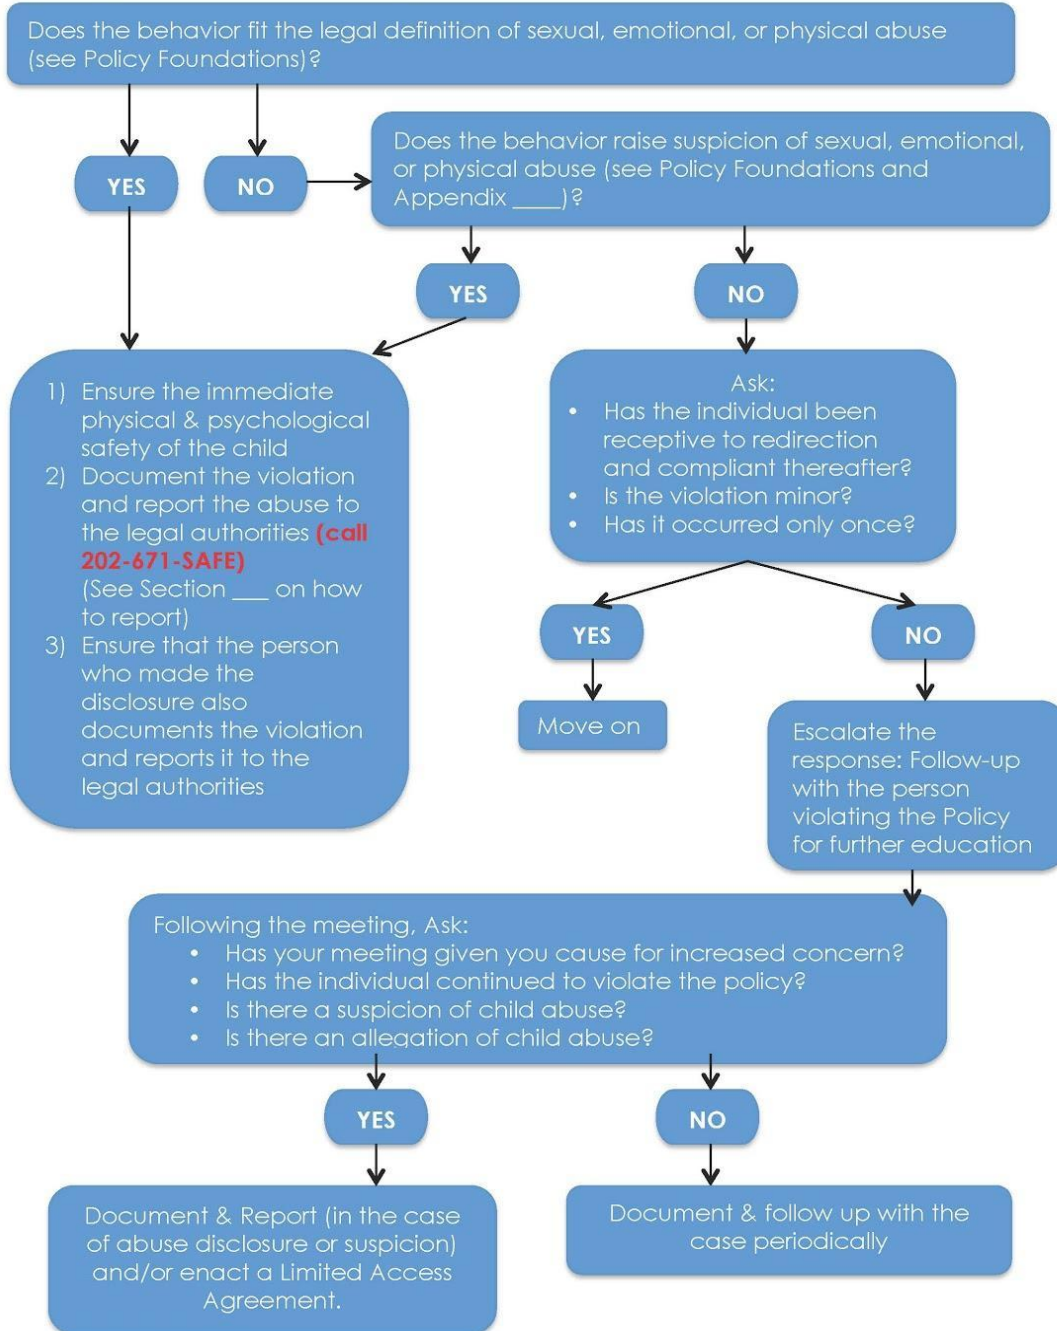 Does the behavior fit the legal definition of sexual, emotional, or physical abuse
(see Policy Foundations)?
YES
NO
Does the behavior raise suspicion of sexual, emotional,
or physical abuse (see Policy Foundations and
Appendix ____)?
YES
NO
1) Ensure the immediate
physical & psychological
safety of the child
2) Document the violation
and report the abuse to
the legal authorities (call
202-671-SAFE)
(See Section ___ on how
to report)
3) Ensure that the person
who made the
disclosure also
documents the violation
and reports it to the
legal authorities
Ask:
• Has the individual been
receptive to redirection
and compliant thereafter?
• Is the violation minor?
• Has it occurred only once?
YES
NO
Move on
Escalate the
response: Follow-up
with the person
violating the Policy
for further education
Following the meeting, Ask:
• Has your meeting given you cause for increased concern?
• Has the individual continued to violate the policy?
• Is there a suspicion of child abuse?
• Is there an allegation of child abuse?
YES
NO
Document & Report (in the case
of abuse disclosure or suspicion)
and/or enact a Limited Access
Agreement.
Document & follow up with the
case periodically